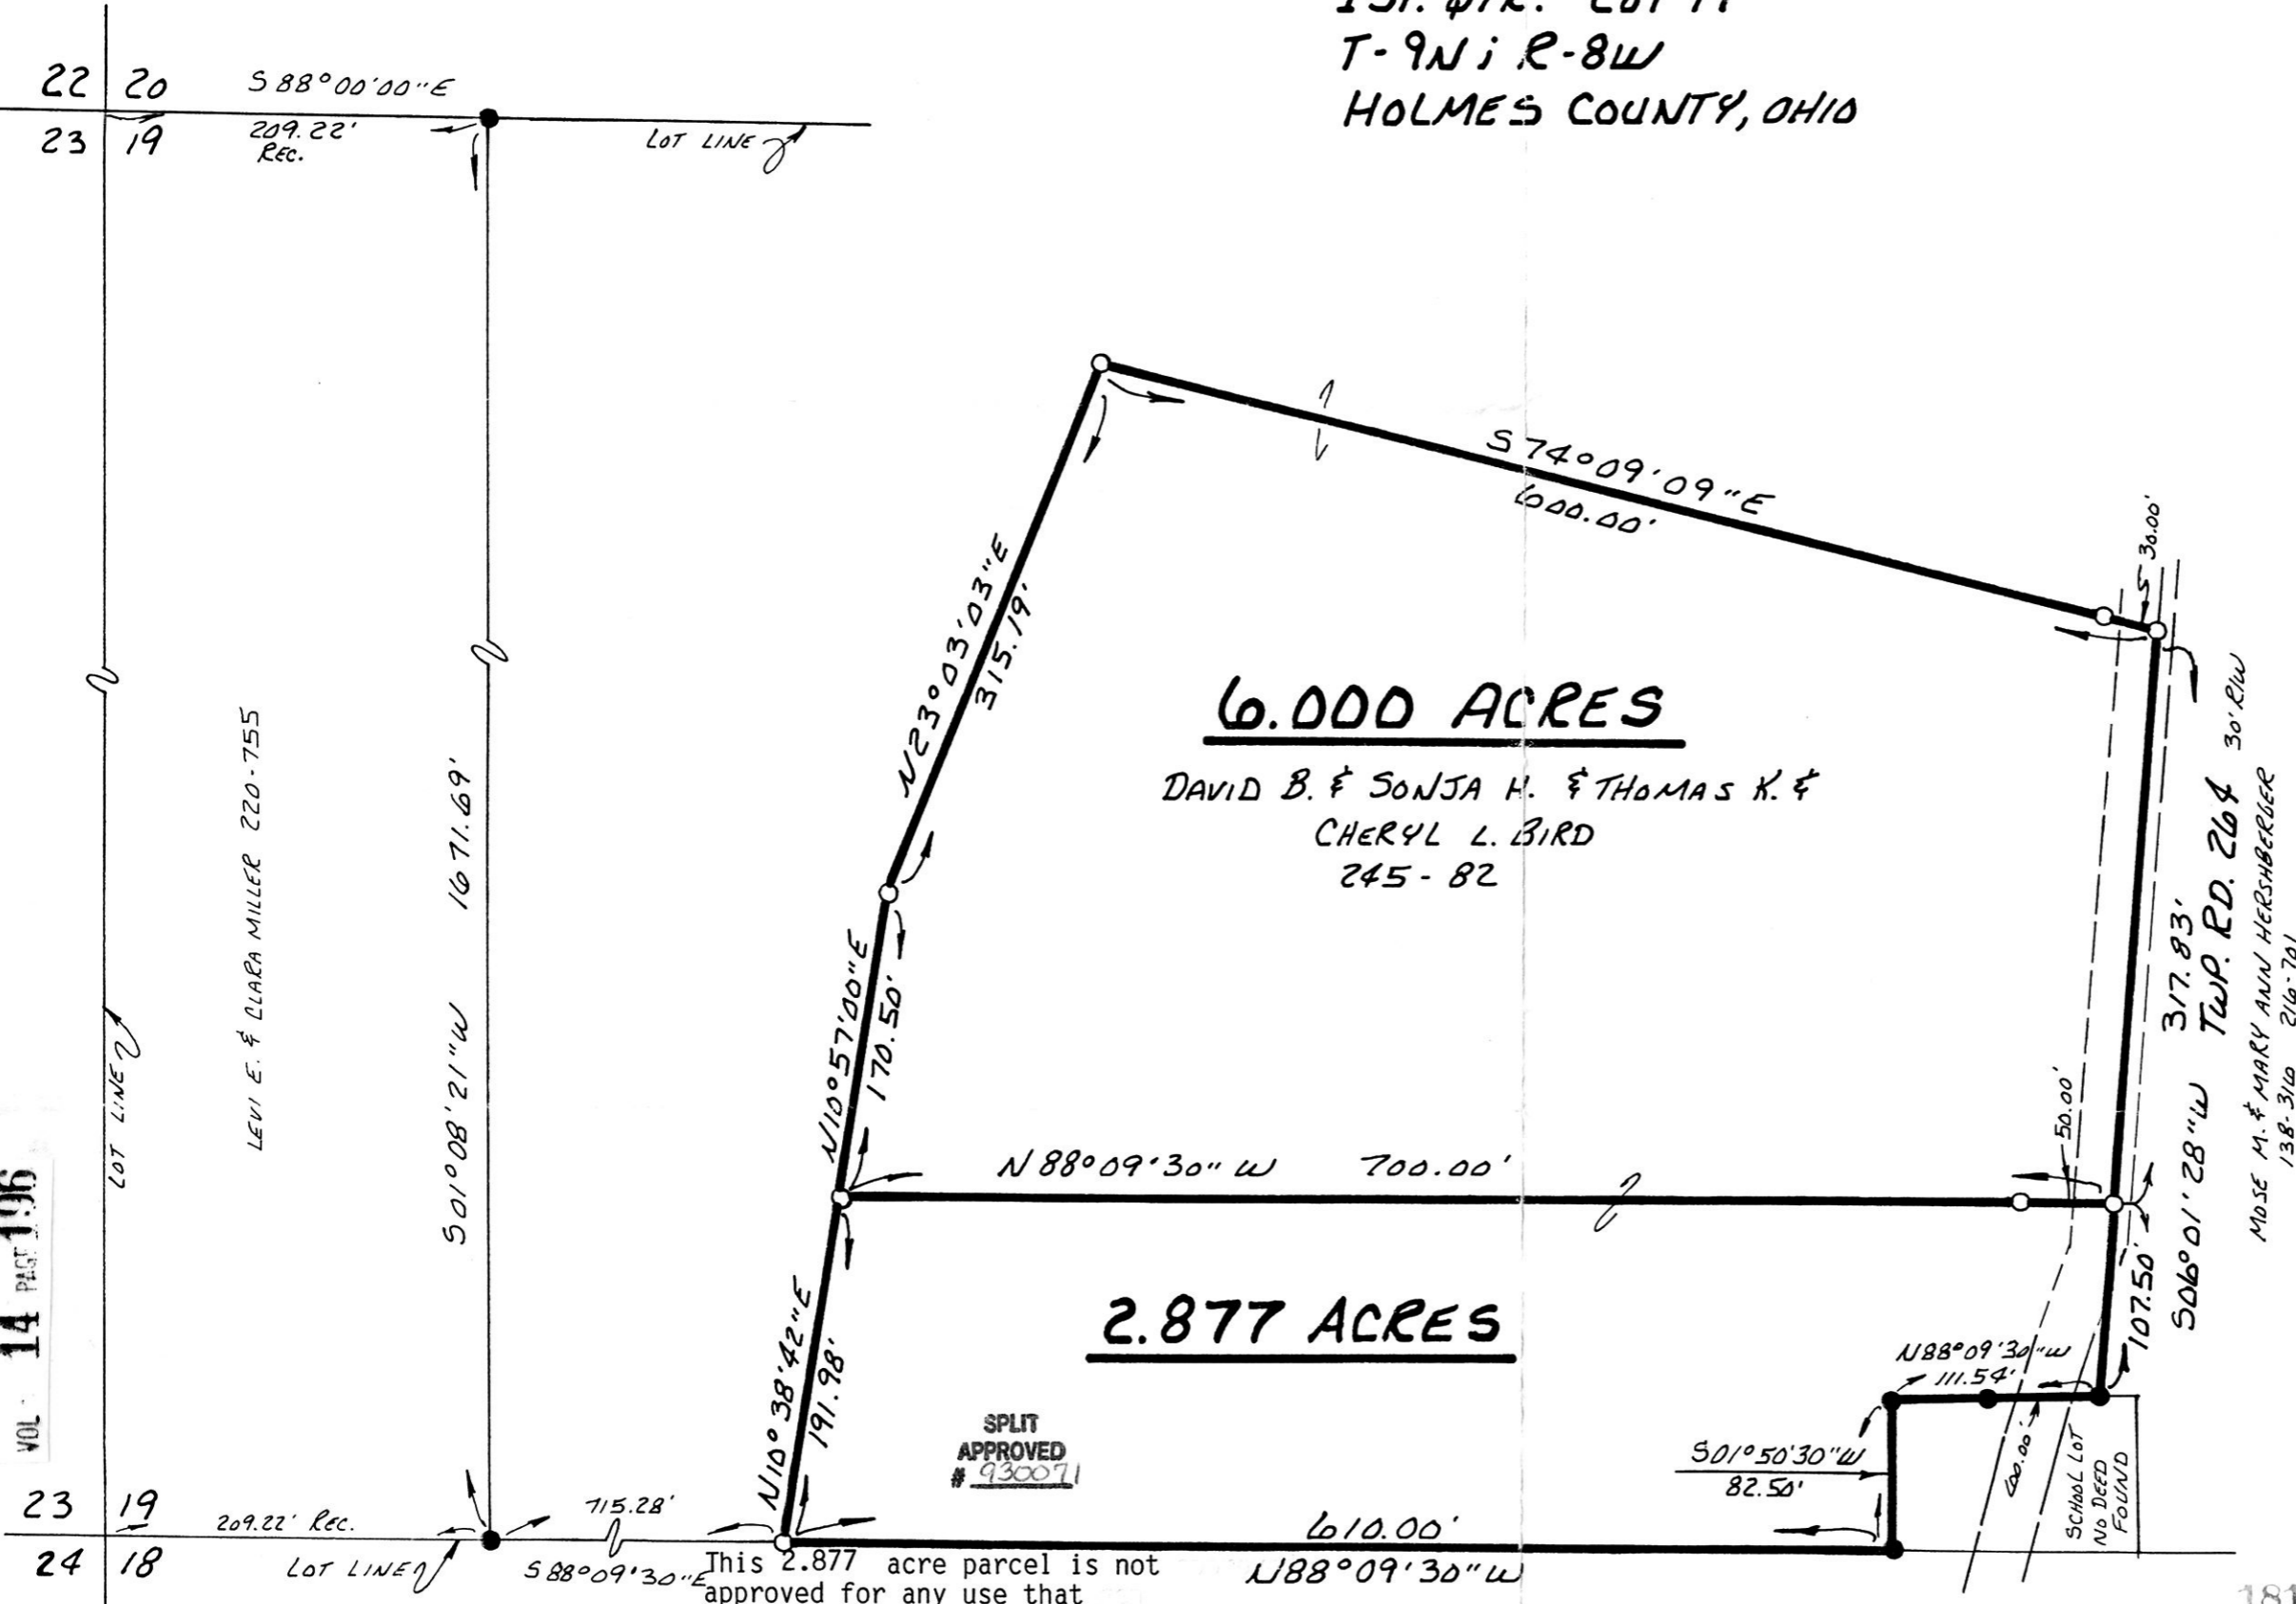 T-9N; R-8W
HOLMES COUNTY, OHIO
22 20
23 19
S 88°00'00"E
209.22'
REC.
LOT LINE
S 74°09'09"E
600.00'
30.00'
N23°03'03"E
315.19'
6.000 ACRES
DAVID B. & SONJA H. & THOMAS K. &
CHERYL L. BIRD
245-82
LEVI E. & CLARA MILLER 220-755
S01°08'21"W 1671.69'
LOT LINE
N10°57'00"E
170.50'
N 88°09'30" W 700.00'
50.00'
S06°01'28"W 317.83'
TWP. RD. 264 30' R/W
MOSE M. & MARY ANN HERSHBERGER
138-316 216-701
107.50'
2.877 ACRES
N10°38'42"E
191.98'
SPLIT
APPROVED
# 930071
N88°09'30"W
111.54'
S01°50'30"W
82.50'
60.00'
SCHOOL LOT
NO DEED
FOUND
VOL 14 PAGE 196
23 19
24 18
209.22' REC.
LOT LINE
715.28'
S 88°09'30"E
610.00'
N88°09'30"W
This 2.877 acre parcel is not
approved for any use that